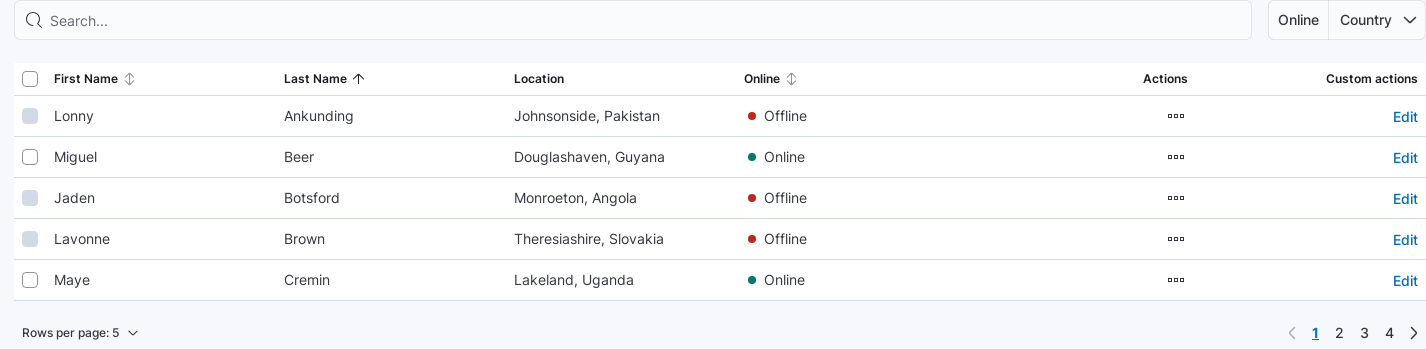 Search... Online Country
First Name Last Name Location Online Actions Custom actions
Lonny Ankunding Johnsonside, Pakistan Offline Edit
Miguel Beer Douglashaven, Guyana Online Edit
Jaden Botsford Monroeton, Angola Offline Edit
Lavonne Brown Theresiashire, Slovakia Offline Edit
Maye Cremin Lakeland, Uganda Online Edit
Rows per page: 5 1 2 3 4